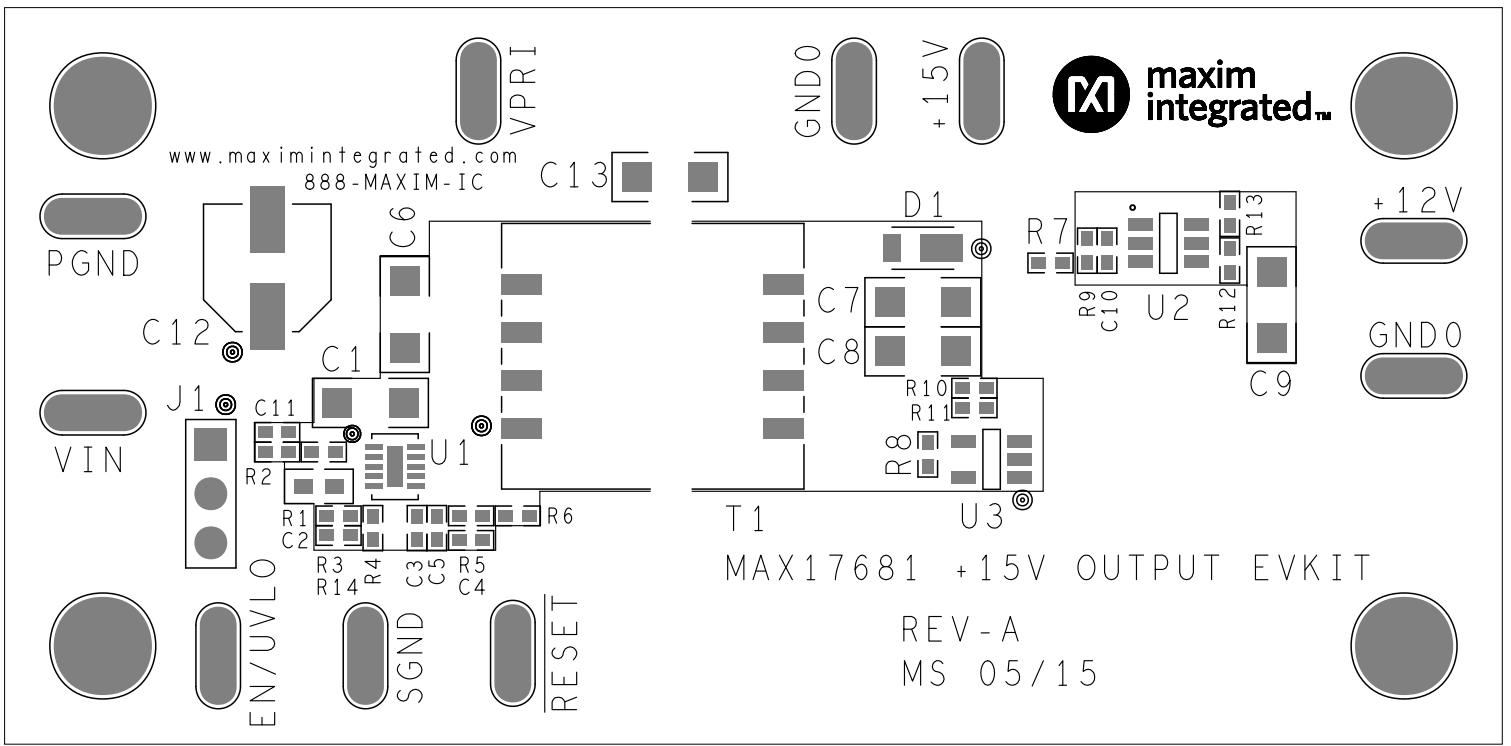 VPRI
GND0
+15V
maxim
integrated™
www.maximintegrated.com
888-MAXIM-IC
C13
PGND
C6
D1
R7
R13
+12V
C7
R9
C10
U2
R12
C12
C1
C8
GND0
C9
J1
C11
R10
R11
VIN
R2
U1
R8
R1
C2
R6
T1
U3
R3
R14
R4
C3
C5
R5
C4
MAX17681 +15V OUTPUT EVKIT
EN/UVLO
SGND
RESET
REV-A
MS 05/15